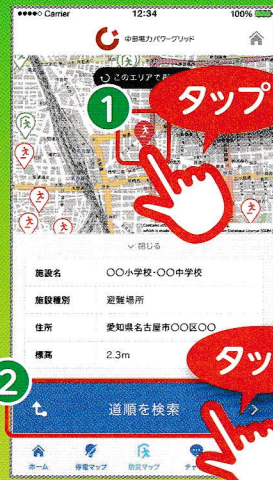 Carrier 12:34 100%
中部電力パワーグリッド
このエリアで再
1
タップ
閉じる
施設名 〇〇小学校・〇〇中学校
施設種別 避難場所
住所 愛知県名古屋市〇〇区〇〇
標高 2.3m
タッ
2
道順を検索
ホーム 停電マップ 防災マップ チャ